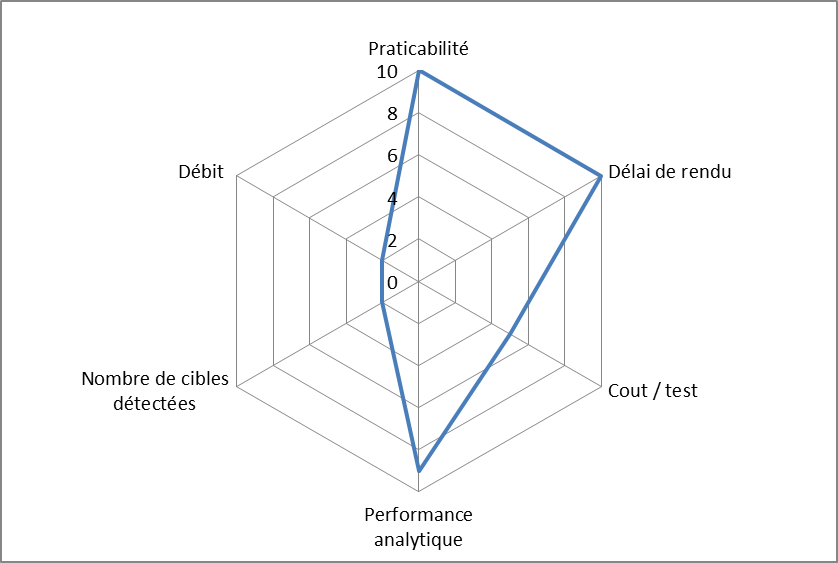 Praticabilité
10
8
6
4
2
0
Débit
Délai de rendu
Nombre de cibles
détectées
Cout / test
Performance
analytique